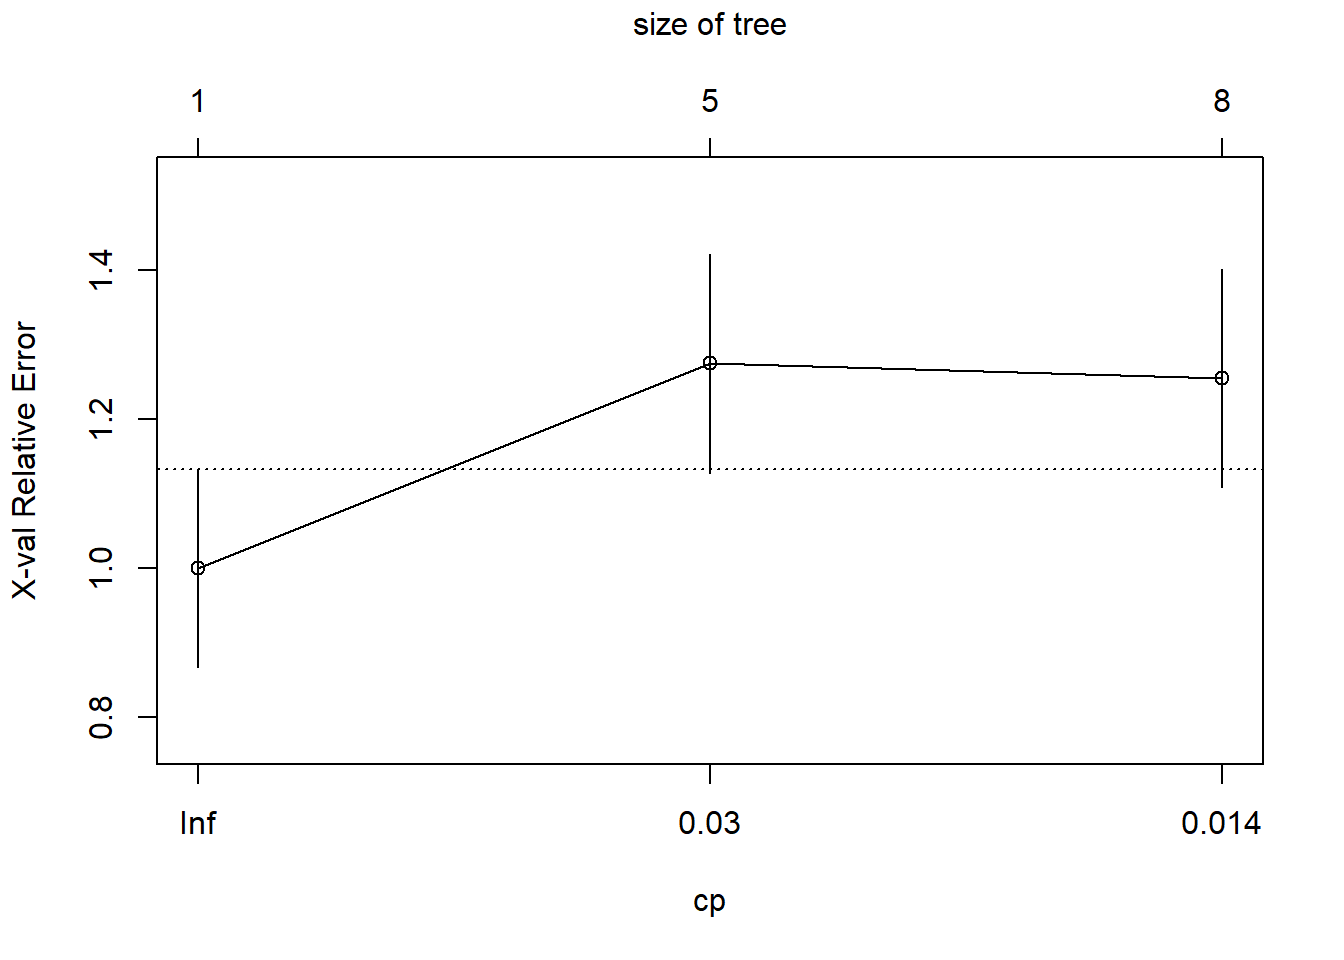 size of tree
1 5 8
X-val Relative Error
1.4
1.2
1.0
0.8
Inf 0.03 0.014
cp